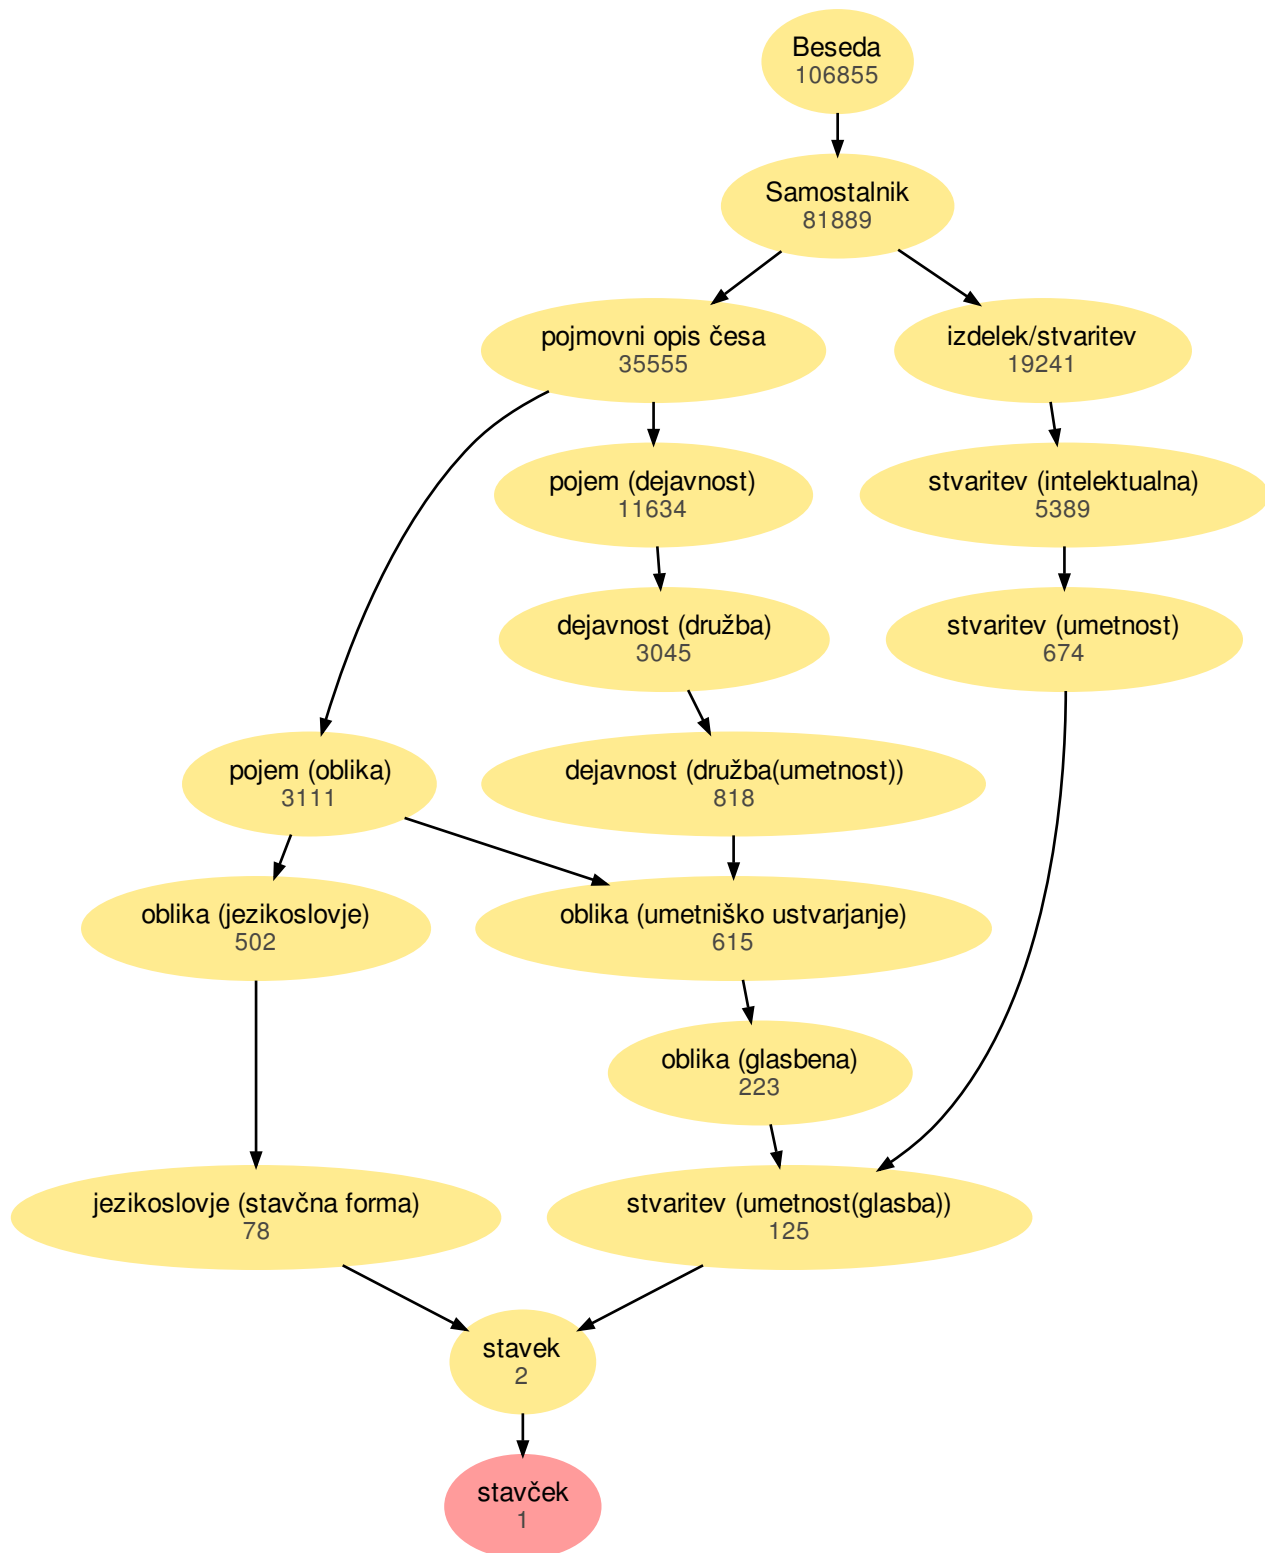 Beseda
106855
Samostalnik
81889
pojmovni opis česa
35555
izdelek/stvaritev
19241
pojem (dejavnost)
11634
stvaritev (intelektualna)
5389
dejavnost (družba)
3045
stvaritev (umetnost)
674
pojem (oblika)
3111
dejavnost (družba(umetnost))
818
oblika (jezikoslovje)
502
oblika (umetniško ustvarjanje)
615
oblika (glasbena)
223
jezikoslovje (stavčna forma)
78
stvaritev (umetnost(glasba))
125
stavek
2
stavček
1